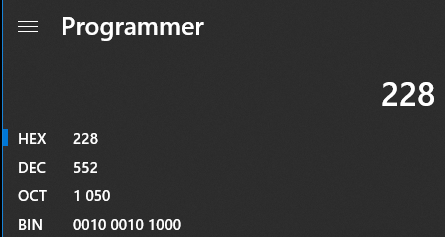 Programmer
228
HEX 228
DEC 552
OCT 1 050
BIN 0010 0010 1000